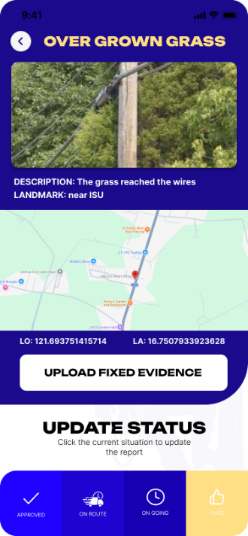 9:41
OVER GROWN GRASS
DESCRIPTION: The grass reached the wires
LANDMARK: near ISU
LO: 121.693751415714
LA: 16.7507933923628
UPLOAD FIXED EVIDENCE
UPDATE STATUS
Click the current situation to update
the report
APPROVED
ON ROUTE
ON GOING
FIXED